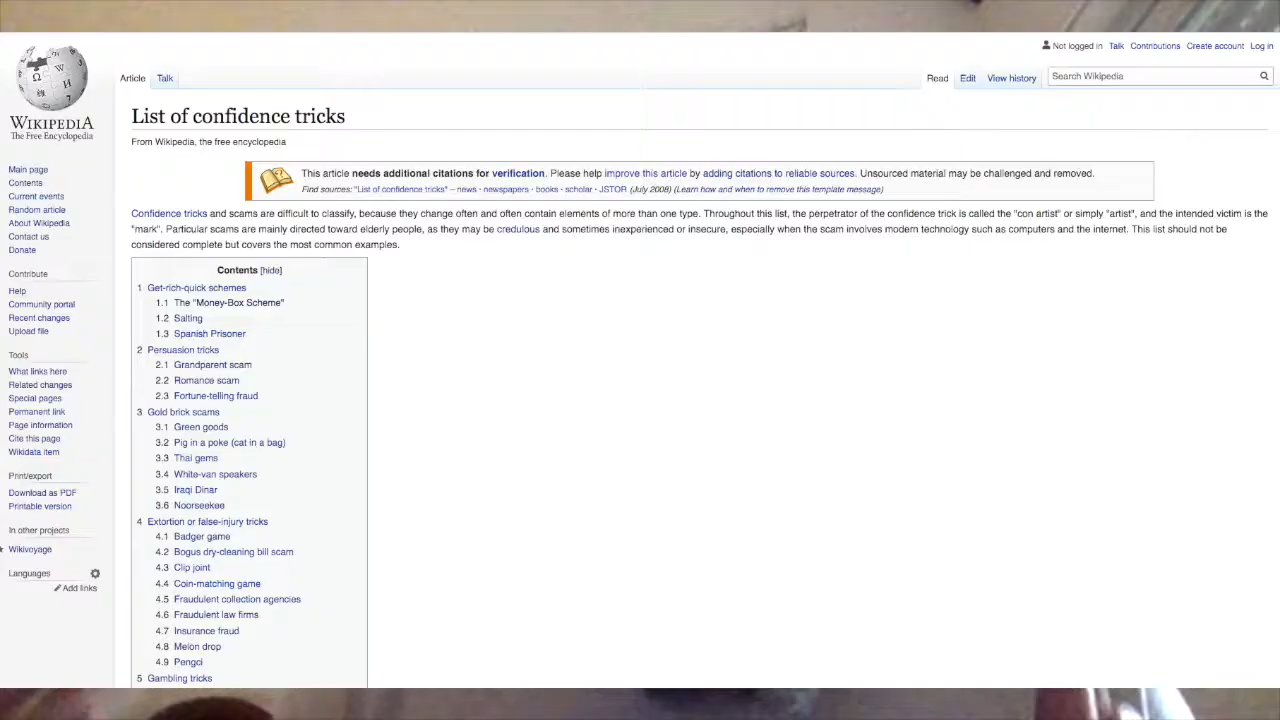 Not logged in Talk Contributions Create account Log in
Article Talk
Read Edit View history
Search Wikipedia
WIKIPEDIA
The Free Encyclopedia
List of confidence tricks
From Wikipedia, the free encyclopedia
This article needs additional citations for verification. Please help improve this article by adding citations to reliable sources. Unsourced material may be challenged and removed.
Find sources: "List of confidence tricks" – news · newspapers · books · scholar · JSTOR (July 2008) (Learn how and when to remove this template message)
Confidence tricks and scams are difficult to classify, because they change often and often contain elements of more than one type. Throughout this list, the perpetrator of the confidence trick is called the "con artist" or simply "artist", and the intended victim is the
"mark". Particular scams are mainly directed toward elderly people, as they may be credulous and sometimes inexperienced or insecure, especially when the scam involves modern technology such as computers and the internet. This list should not be
considered complete but covers the most common examples.
Contents [hide]
1 Get-rich-quick schemes
1.1 The "Money-Box Scheme"
1.2 Salting
1.3 Spanish Prisoner
2 Persuasion tricks
2.1 Grandparent scam
2.2 Romance scam
2.3 Fortune-telling fraud
3 Gold brick scams
3.1 Green goods
3.2 Pig in a poke (cat in a bag)
3.3 Thai gems
3.4 White-van speakers
3.5 Iraqi Dinar
3.6 Noorseekee
4 Extortion or false-injury tricks
4.1 Badger game
4.2 Bogus dry-cleaning bill scam
4.3 Clip joint
4.4 Coin-matching game
4.5 Fraudulent collection agencies
4.6 Fraudulent law firms
4.7 Insurance fraud
4.8 Melon drop
4.9 Pengci
5 Gambling tricks
Main page
Contents
Current events
Random article
About Wikipedia
Contact us
Donate
Contribute
Help
Community portal
Recent changes
Upload file
Tools
What links here
Related changes
Special pages
Permanent link
Page information
Cite this page
Wikidata item
Print/export
Download as PDF
Printable version
In other projects
Wikivoyage
Languages
Add links